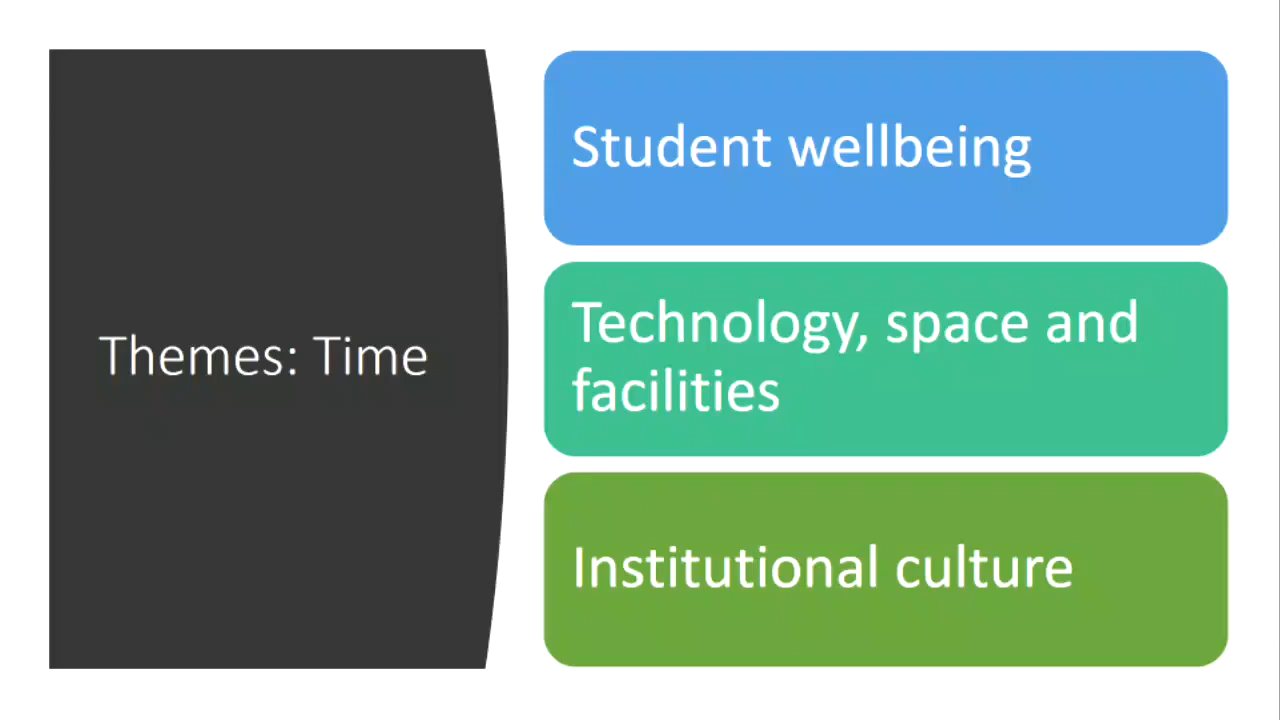 Themes: Time
Student wellbeing
Technology, space and
facilities
Institutional culture